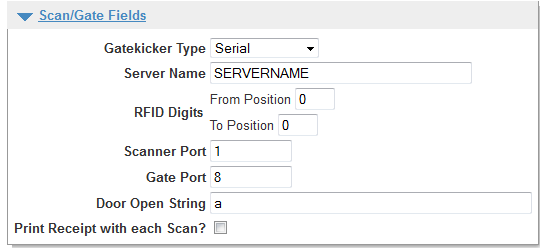 Scan/Gate Fields
Gatekicker Type Serial
Server Name SERVERNAME
RFID Digits From Position 0
To Position 0
Scanner Port 1
Gate Port 8
Door Open String a
Print Receipt with each Scan?